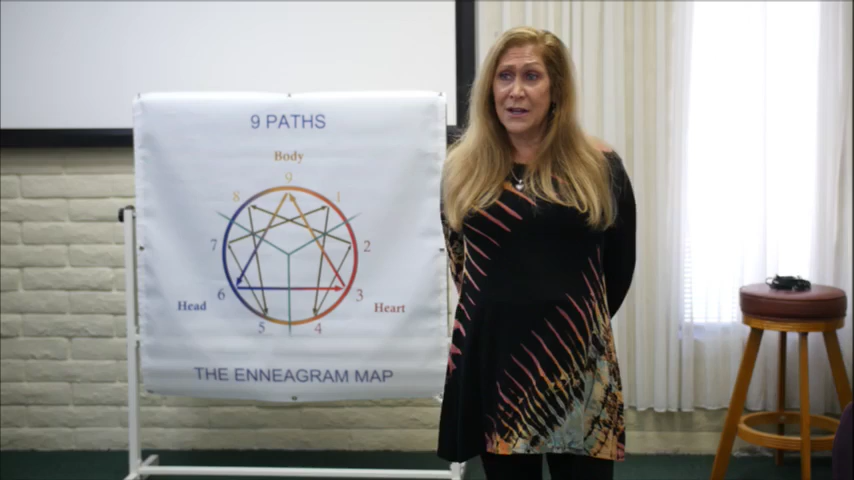 9 PATHS
Body
9
8 1
7 2
6 3
Head Heart
5 4
THE ENNEAGRAM MAP